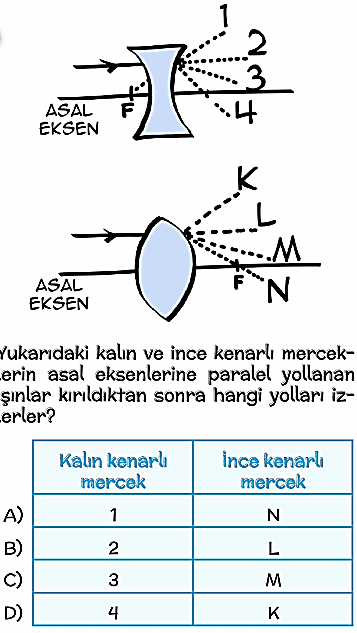 1
2
3
4
F
ASAL
EKSEN
K
L
M
N
F
ASAL
EKSEN
Yukarıdaki kalın ve ince kenarlı mercek-
lerin asal eksenlerine paralel yollanan
ışınlar kırıldıktan sonra hangi yolları iz-
lerler?
Kalın kenarlı mercek İnce kenarlı mercek
A) 1 N
B) 2 L
C) 3 M
D) 4 K